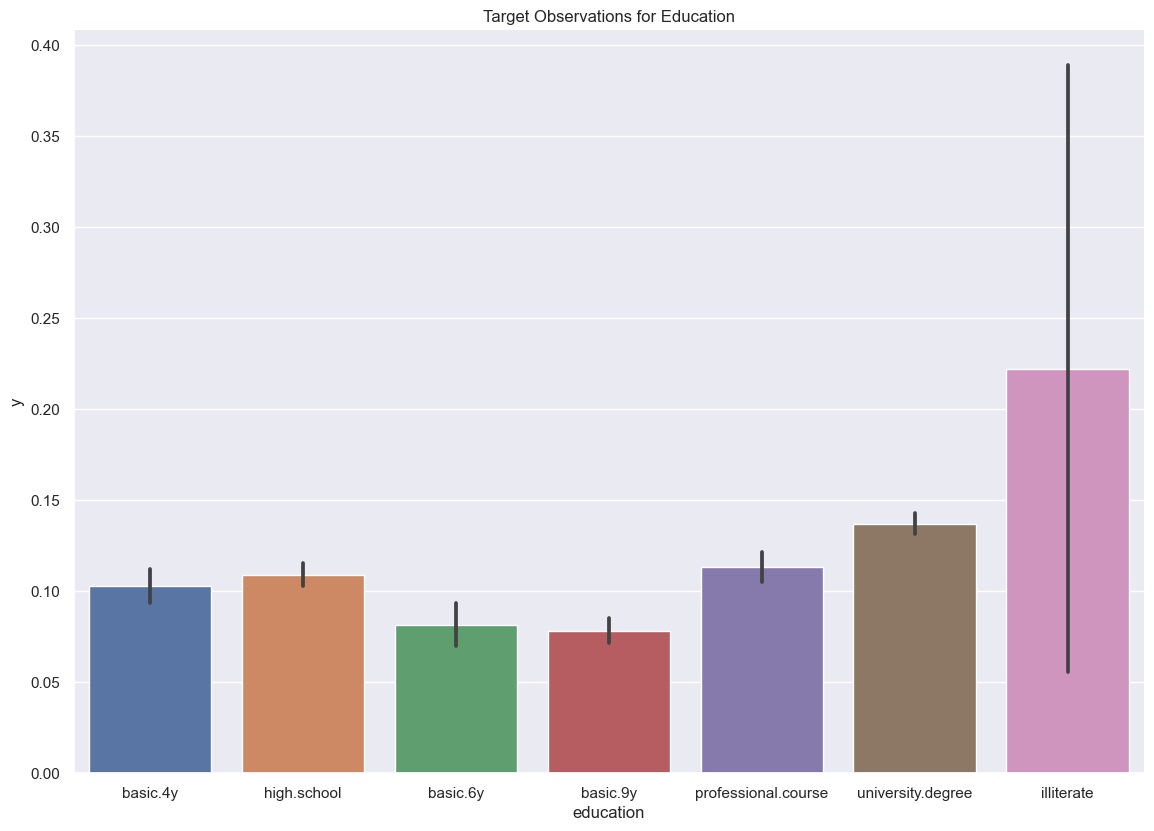 Target Observations for Education
0.40
0.35
0.30
0.25
0.20
0.15
0.10
0.05
0.00
y
basic.4y
high.school
basic.6y
basic.9y
professional.course
university.degree
illiterate
education